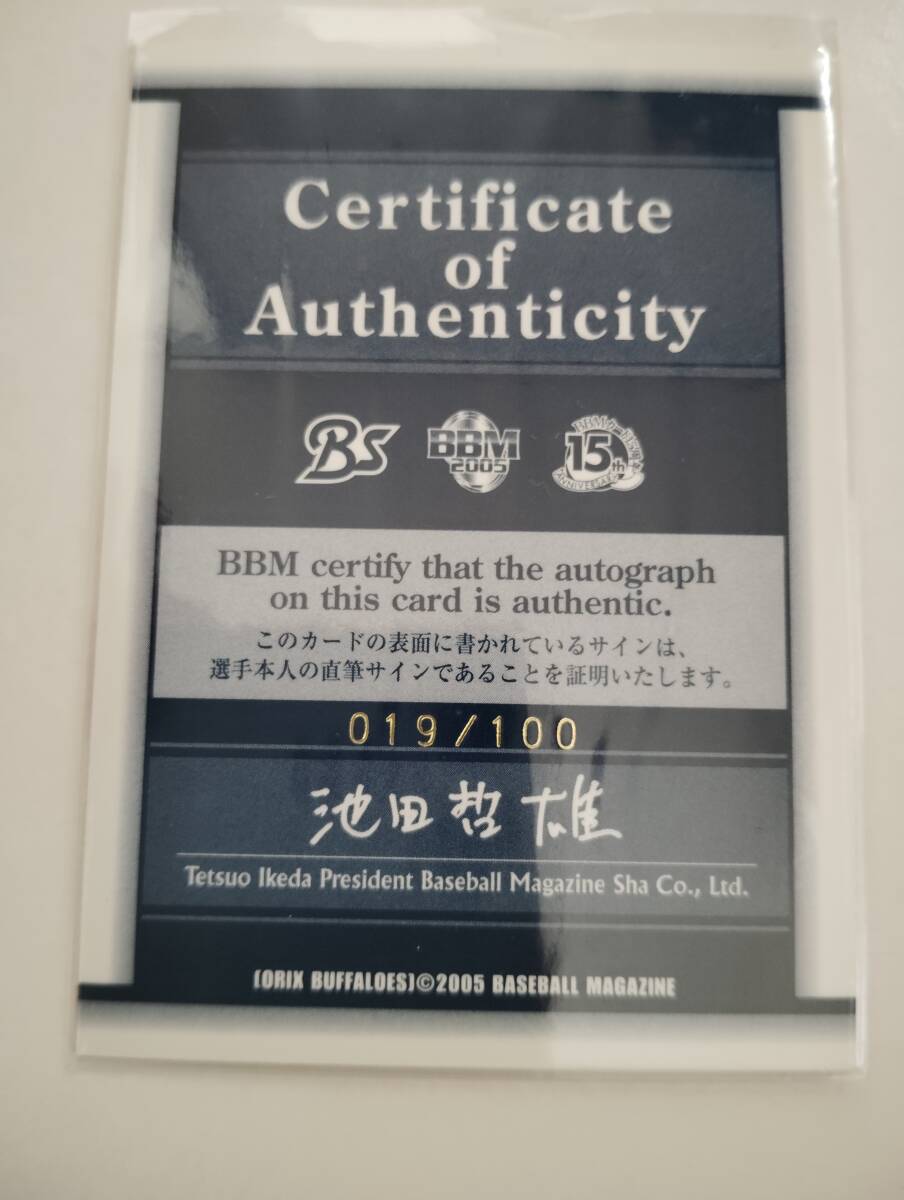 Certificate
of
Authenticity
Bs
BBM
2005
15th
ANNIVERSARY
BBM certify that the autograph
on this card is authentic.
このカードの表面に書かれているサインは、
選手本人の直筆サインであることを証明いたします。
019/100
池田哲雄
Tetsuo Ikeda President Baseball Magazine Sha Co., Ltd.
(ORIX BUFFALOES)©2005 BASEBALL MAGAZINE